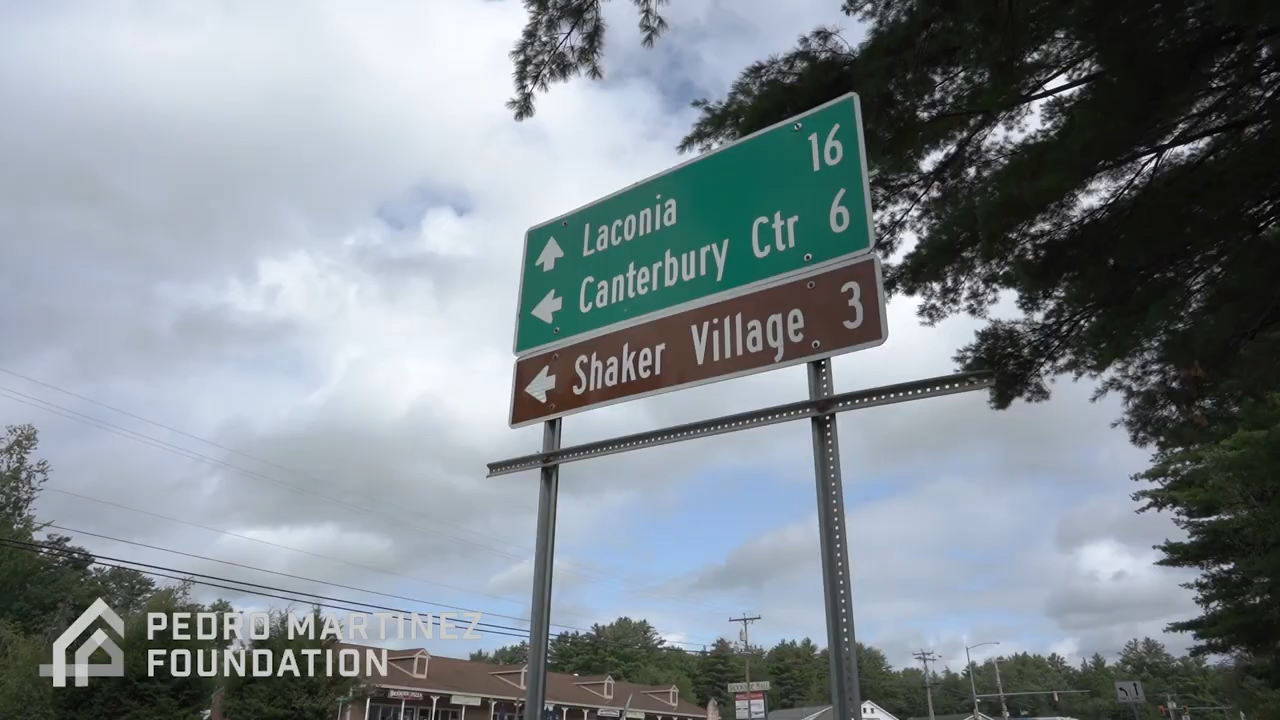 16
Laconia
6
Canterbury Ctr
Shaker Village 3
PEDRO MARTINEZ
FOUNDATION